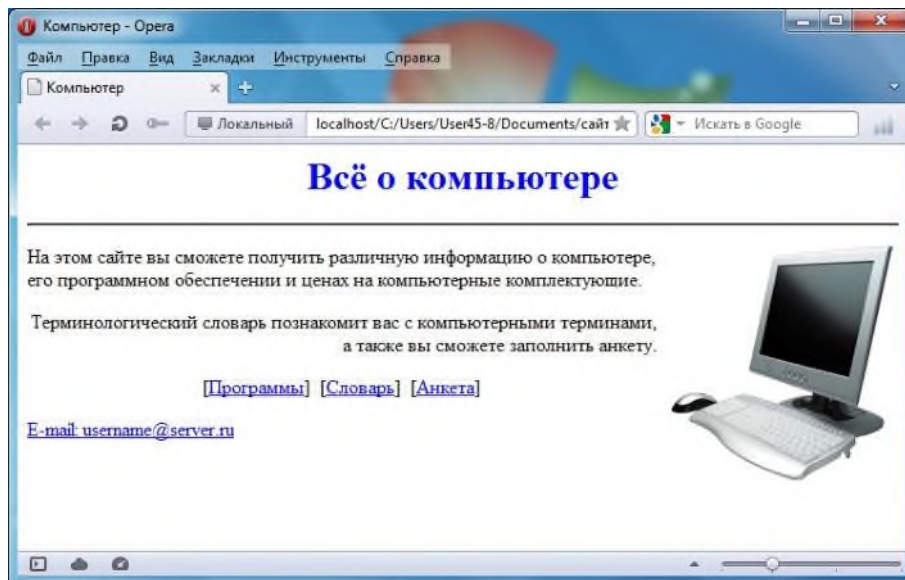 Компьютер - Opera
Файл Правка Вид Закладки Инструменты Справка
Компьютер
Локальный localhost/C:/Users/User45-8/Documents/сайт Искать в Google
Всё о компьютере
На этом сайте вы сможете получить различную информацию о компьютере,
его программном обеспечении и ценах на компьютерные комплектующие.
Терминологический словарь познакомит вас с компьютерными терминами,
а также вы сможете заполнить анкету.
[Программы] [Словарь] [Анкета]
E-mail: username@server.ru